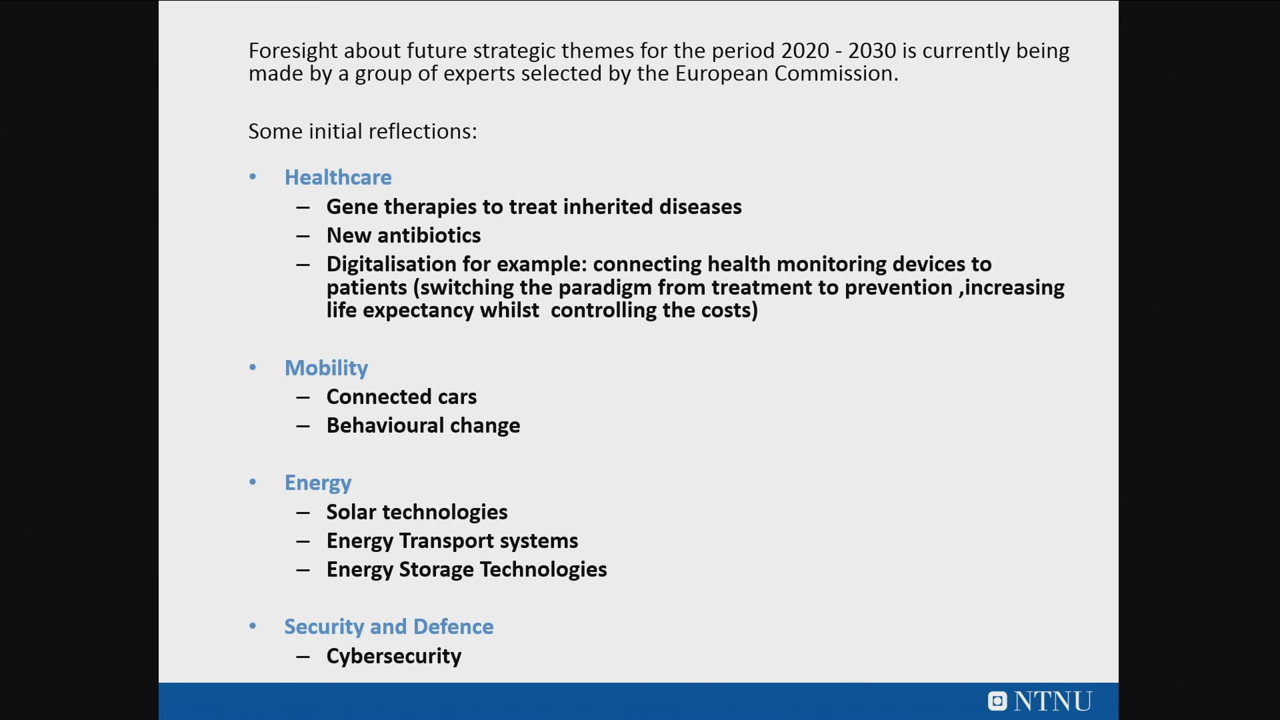 Foresight about future strategic themes for the period 2020 - 2030 is currently being
made by a group of experts selected by the European Commission.
Some initial reflections:
• Healthcare
– Gene therapies to treat inherited diseases
– New antibiotics
– Digitalisation for example: connecting health monitoring devices to
patients (switching the paradigm from treatment to prevention ,increasing
life expectancy whilst  controlling the costs)
• Mobility
– Connected cars
– Behavioural change
• Energy
– Solar technologies
– Energy Transport systems
– Energy Storage Technologies
• Security and Defence
– Cybersecurity
NTNU